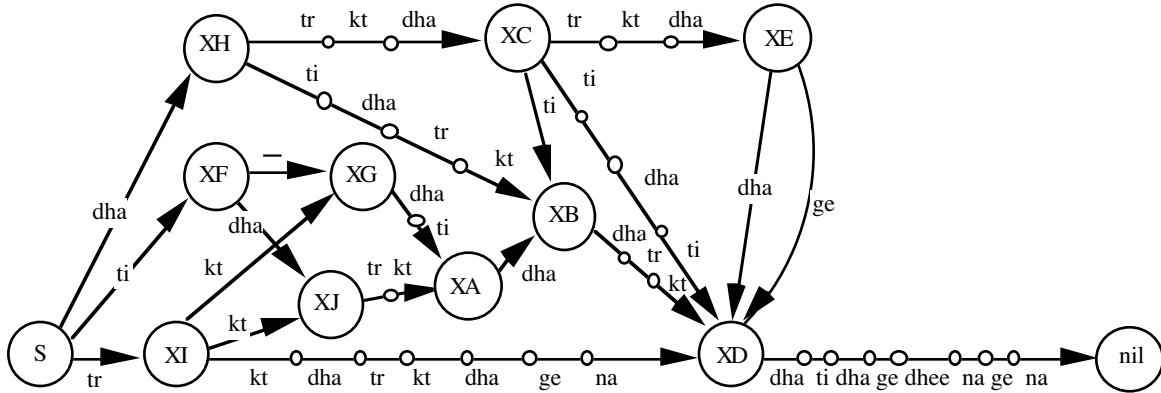 tr kt dha tr kt dha
XH XC XE
ti ti
dha ti
tr
– kt
XF XG dha dha
dha XB dha ge
dha ti
kt dha tr ti
ti XJ tr kt XA dha kt
kt
S XI XD nil
tr kt dha tr kt dha ge na dha ti dha ge dhee na ge na